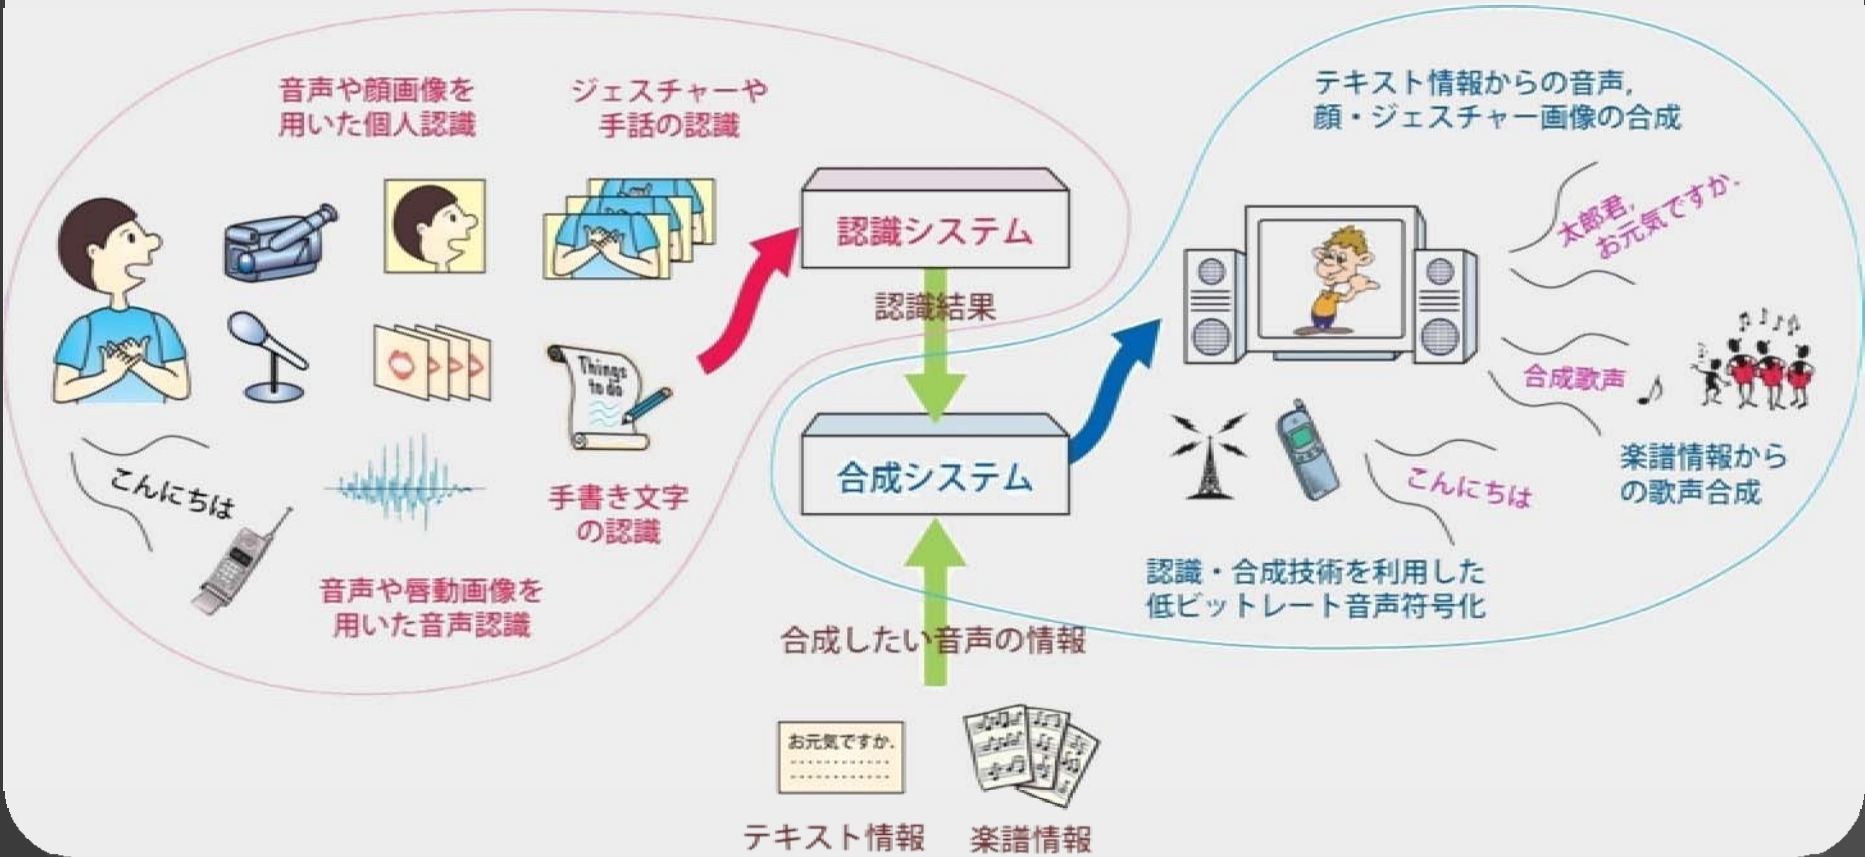 音声や顔画像を
用いた個人認識
ジェスチャーや
手話の認識
Things
to do
こんにちは
手書き文字
の認識
音声や唇動画像を
用いた音声認識
認識システム
認識結果
合成システム
合成したい音声の情報
お元気ですか.
テキスト情報
楽譜情報
テキスト情報からの音声,
顔・ジェスチャー画像の合成
太郎君,
お元気ですか.
合成歌声
楽譜情報から
の歌声合成
こんにちは
認識・合成技術を利用した
低ビットレート音声符号化